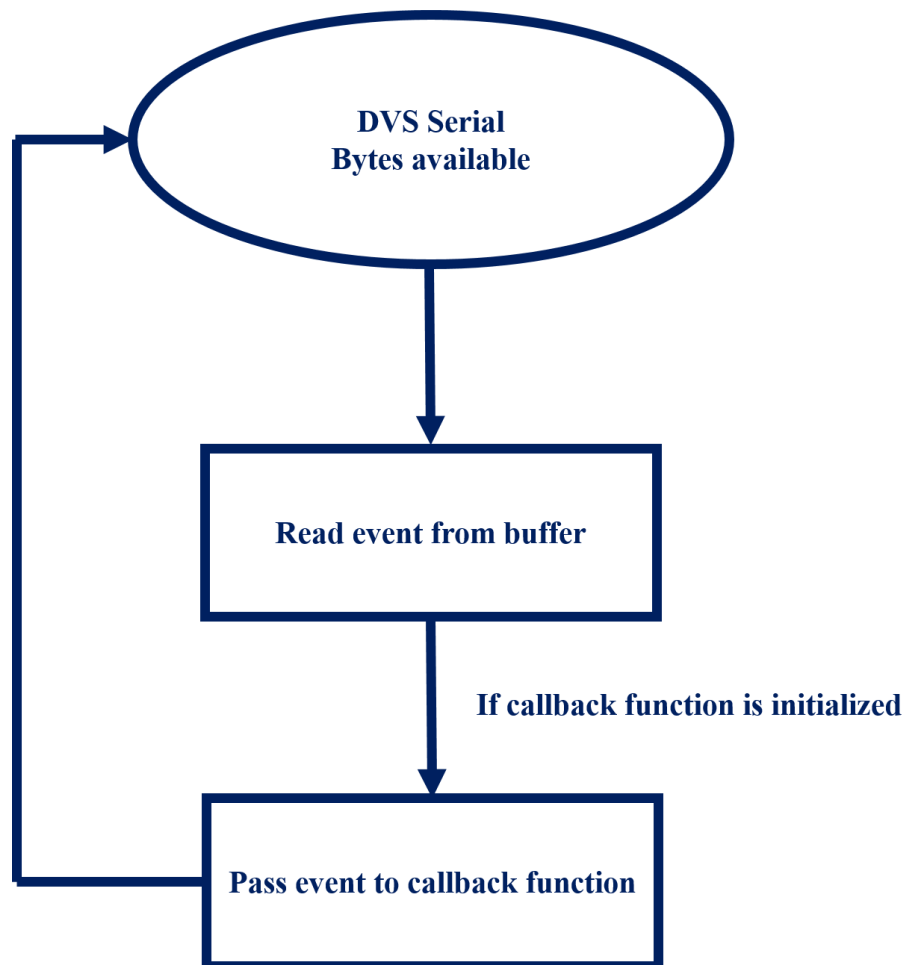 DVS Serial
Bytes available
Read event from buffer
If callback function is initialized
Pass event to callback function